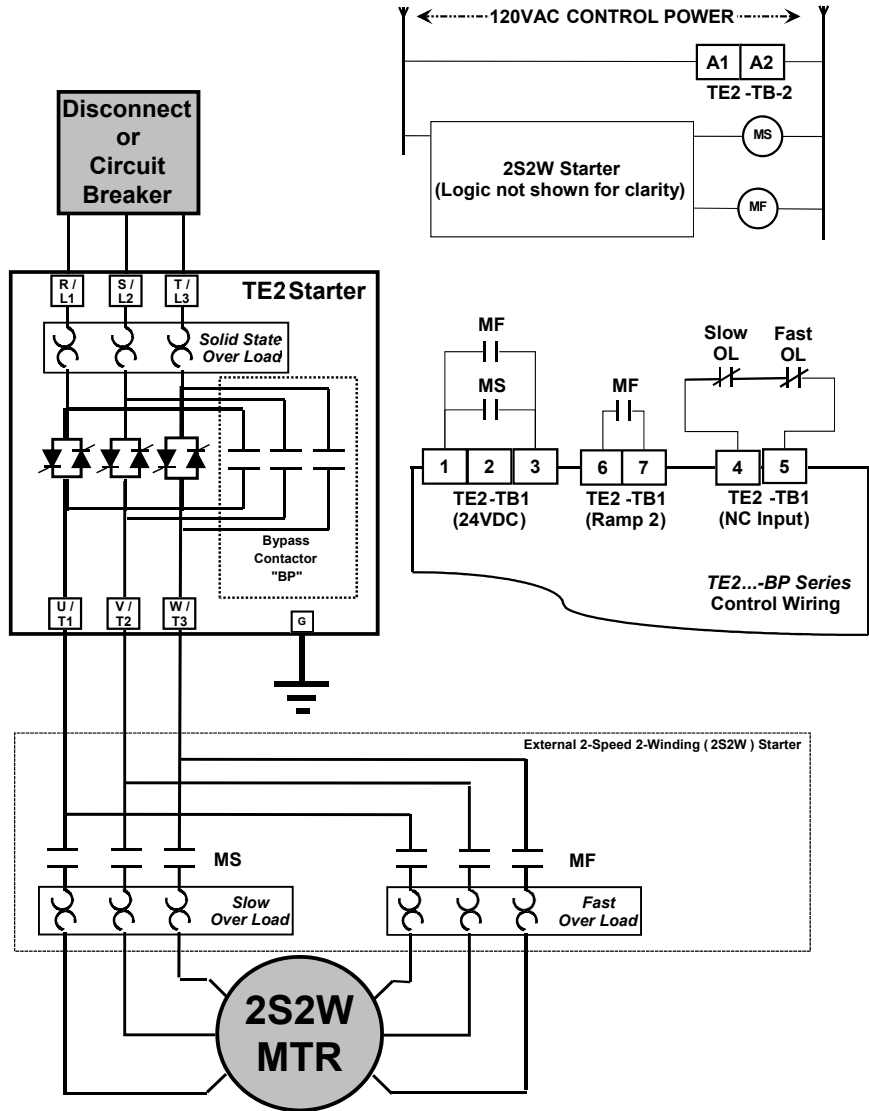 120VAC CONTROL POWER
A1 A2
TE2 -TB-2
MS
2S2W Starter
(Logic not shown for clarity)
MF
Disconnect
or
Circuit
Breaker
R / S / T /
L1 L2 L3
TE2 Starter
Solid State
Over Load
Bypass
Contactor
"BP"
U / V / W /
T1 T2 T3
G
MF
MS
MF
Slow
OL
Fast
OL
1 2 3
6 7
4 5
TE2 -TB1
(24VDC)
TE2 -TB1
(Ramp 2)
TE2 -TB1
(NC Input)
TE2...-BP Series
Control Wiring
External 2-Speed 2-Winding ( 2S2W ) Starter
MS
MF
Slow
Over Load
Fast
Over Load
2S2W
MTR